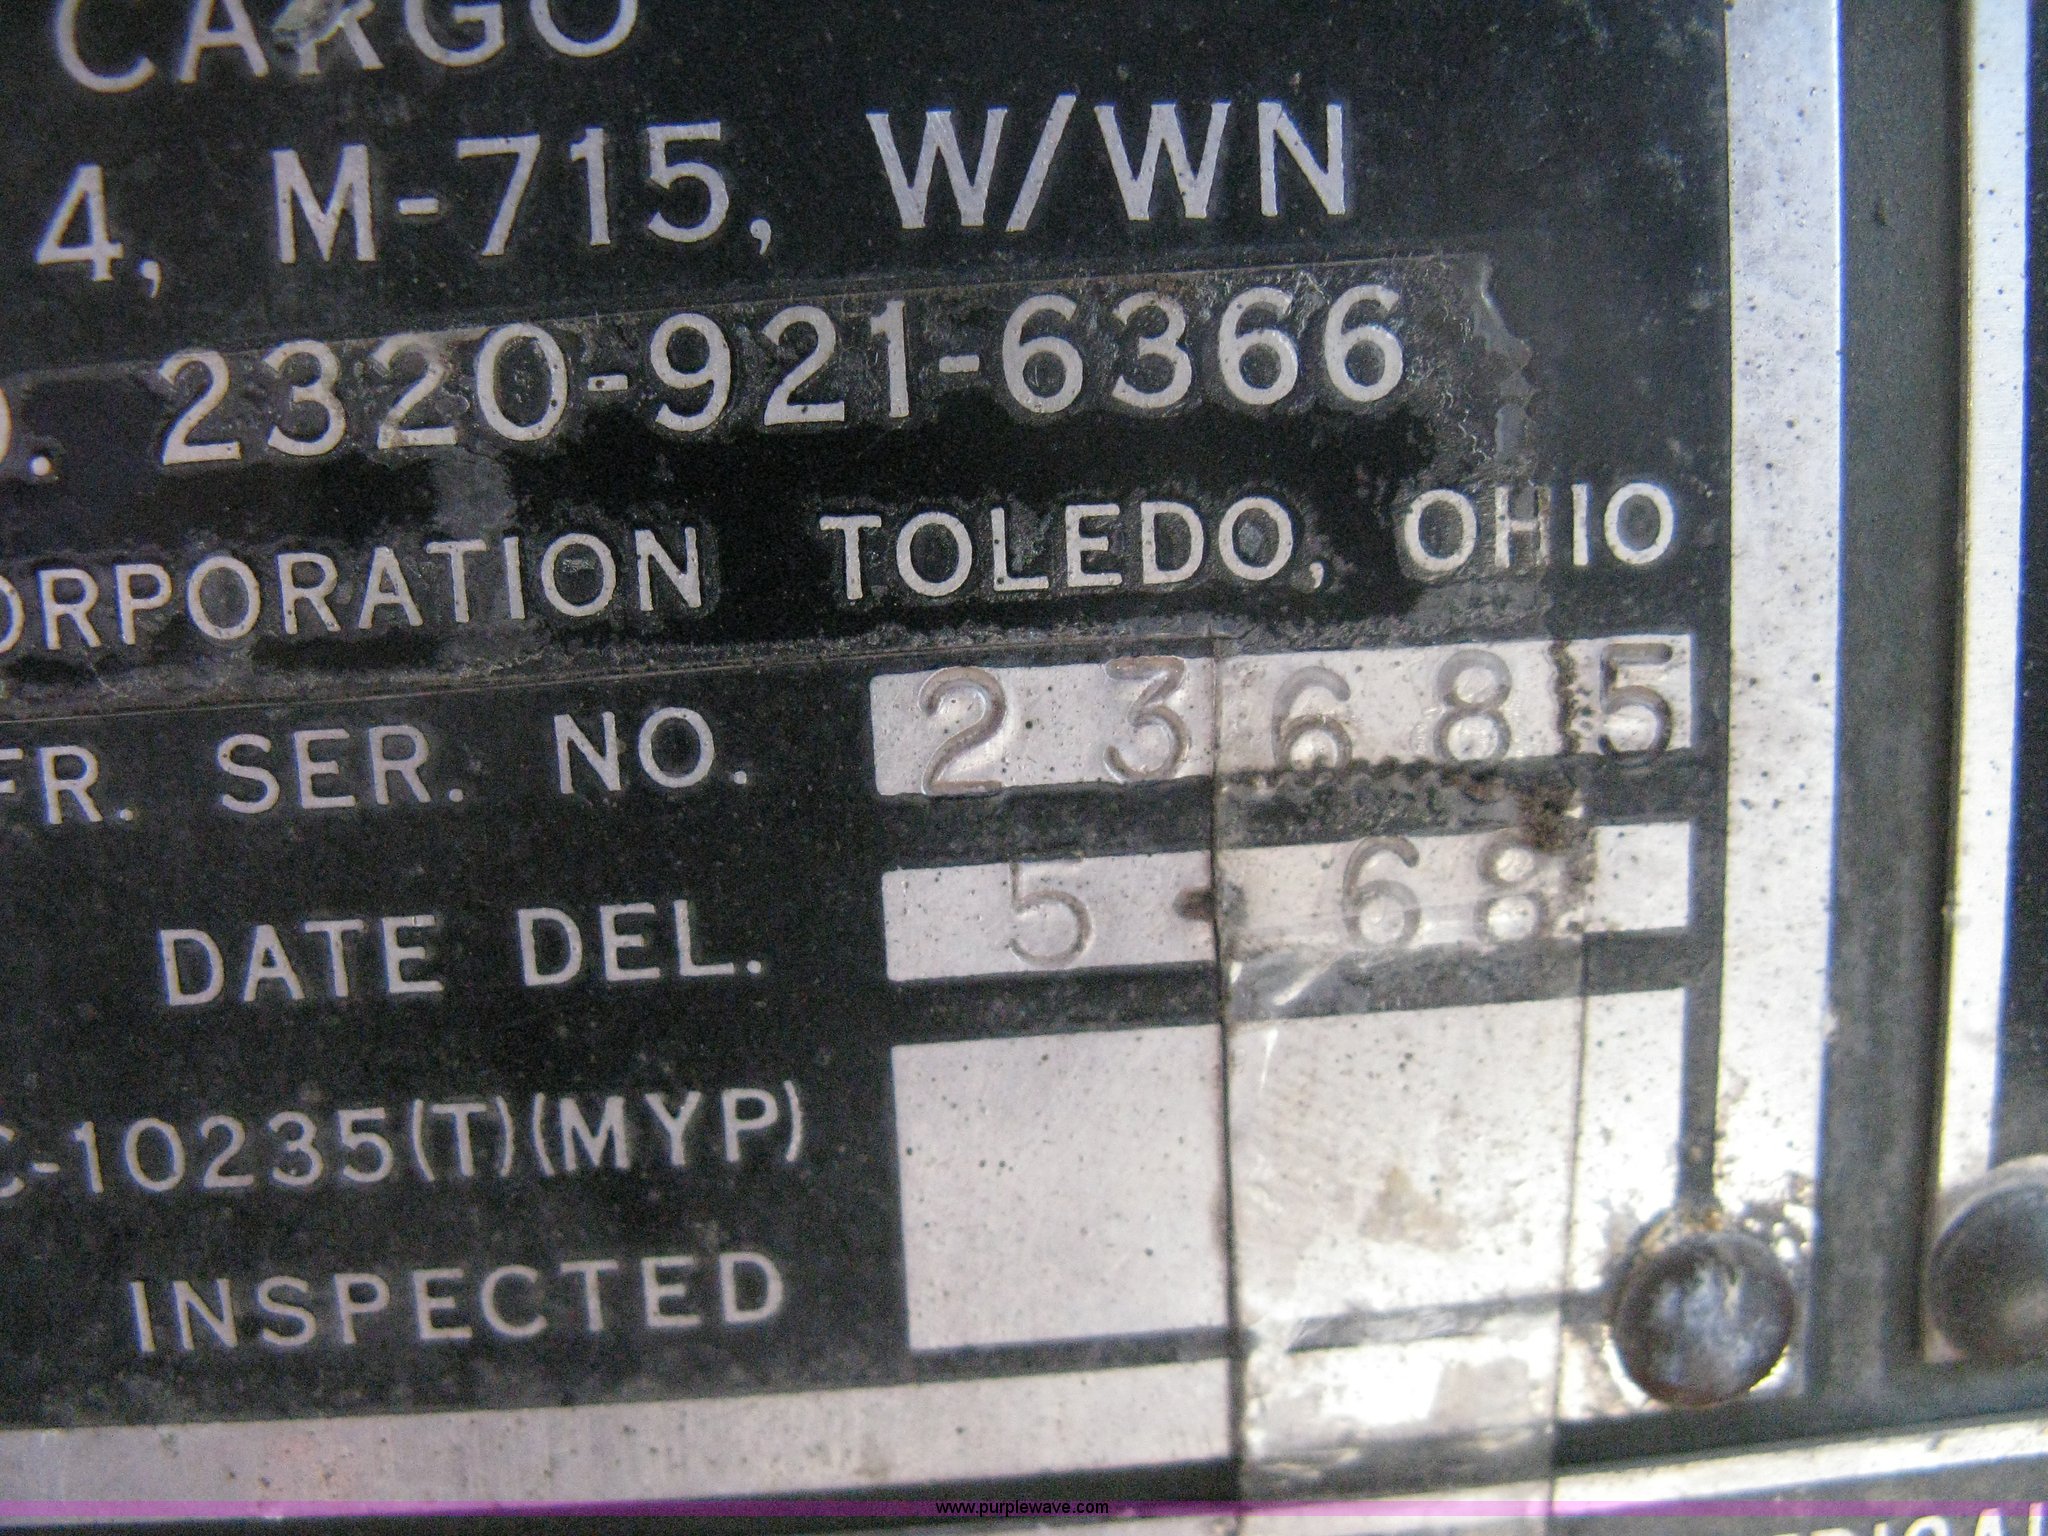 CARGO
4, M-715, W/WN
O. 2320-921-6366
ORPORATION TOLEDO, OHIO
FR. SER. NO. 23685
DATE DEL. 5-68
C-10235(T)(MYP)
INSPECTED
www.purplewave.com